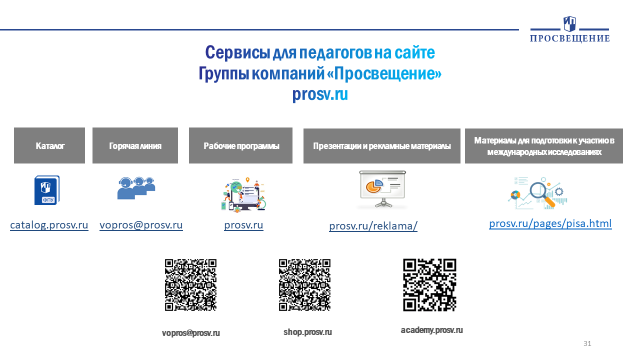 ПРОСВЕЩЕНИЕ
Сервисы для педагогов на сайте
Группы компаний «Просвещение»
prosv.ru
Каталог
Горячая линия
Рабочие программы
Презентации и рекламные материалы
Материалы для подготовки к участию в
международных исследованиях
catalog.prosv.ru
vopros@prosv.ru
prosv.ru
prosv.ru/reklama/
prosv.ru/pages/pisa.html
vopros@prosv.ru
shop.prosv.ru
academy.prosv.ru
31